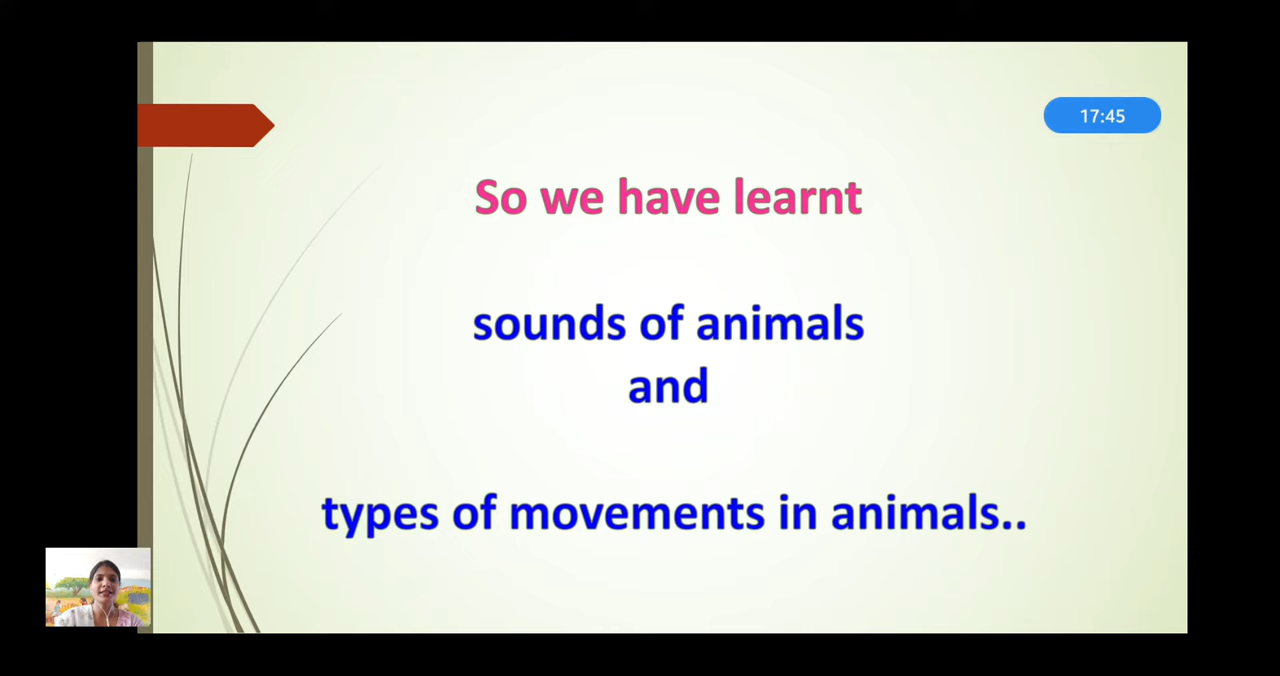 17:45
So we have learnt
sounds of animals
and
types of movements in animals..